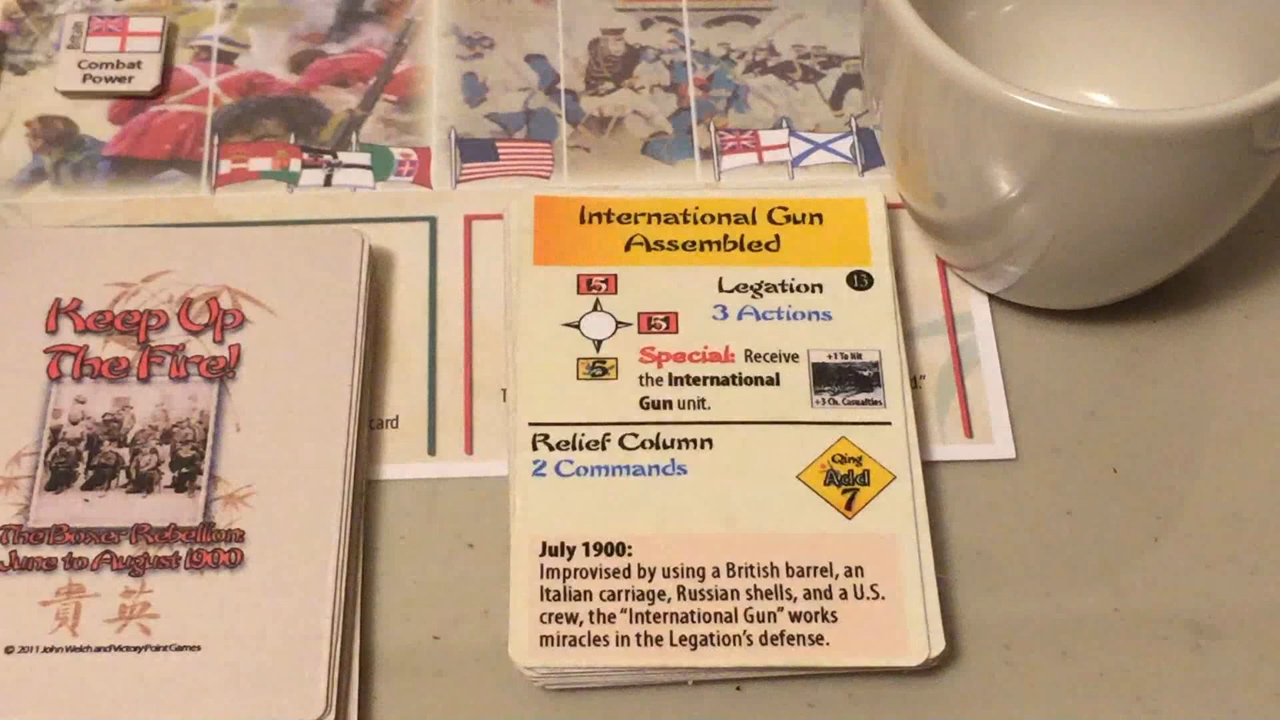 Britain
Combat
Power
International Gun
Assembled
5
Legation
13
3 Actions
5
5
Special: Receive
the International
Gun unit.
+1 To Hit
+3 Ch. Casualties
Relief Column
2 Commands
Qing
Add
7
July 1900:
Improvised by using a British barrel, an
Italian carriage, Russian shells, and a U.S.
crew, the “International Gun” works
miracles in the Legation’s defense.
Keep Up
The Fire!
The Boxer Rebellion:
June to August 1900
貴英
© 2011 John Welch and Victory Point Games
card
T
d.”